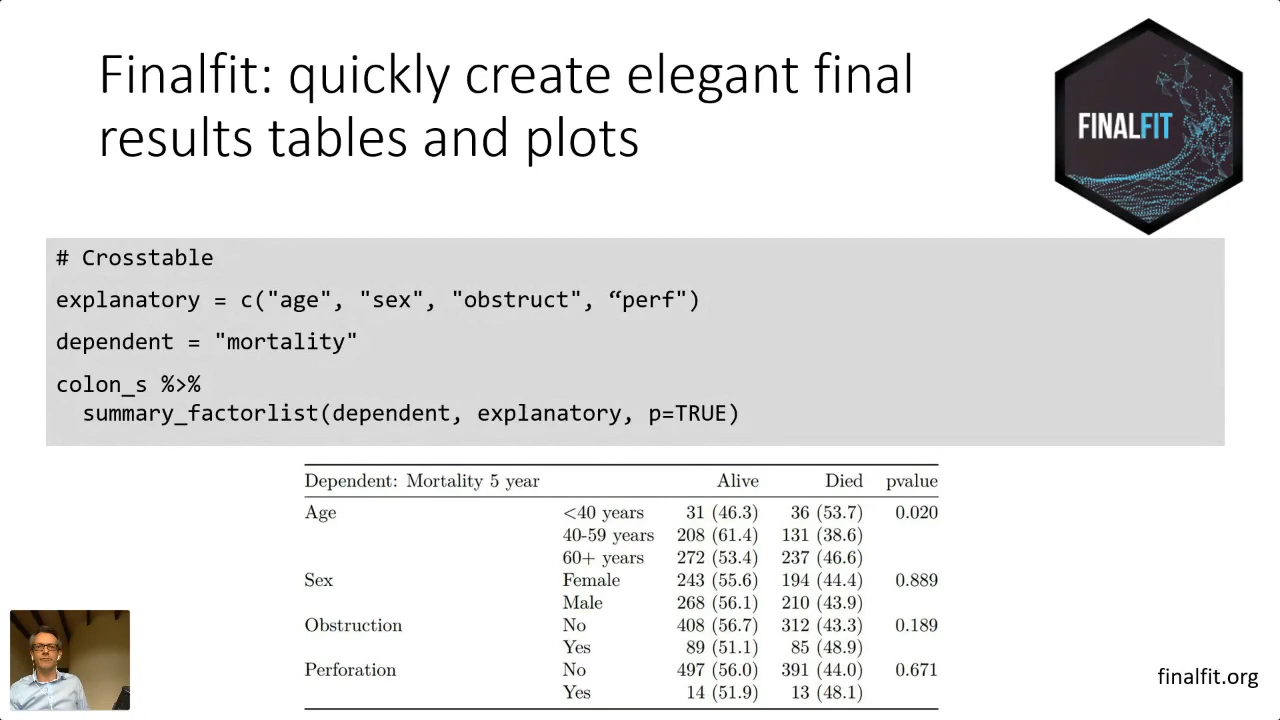 Finalfit: quickly create elegant final
results tables and plots
FINALFIT
# Crosstable
explanatory = c("age", "sex", "obstruct", “perf")
dependent = "mortality"
colon_s %>%
summary_factorlist(dependent, explanatory, p=TRUE)
Dependent: Mortality 5 year Alive Died pvalue
Age <40 years 31 (46.3) 36 (53.7) 0.020
40-59 years 208 (61.4) 131 (38.6)
60+ years 272 (53.4) 237 (46.6)
Sex Female 243 (55.6) 194 (44.4) 0.889
Male 268 (56.1) 210 (43.9)
Obstruction No 408 (56.7) 312 (43.3) 0.189
Yes 89 (51.1) 85 (48.9)
Perforation No 497 (56.0) 391 (44.0) 0.671
Yes 14 (51.9) 13 (48.1)
finalfit.org